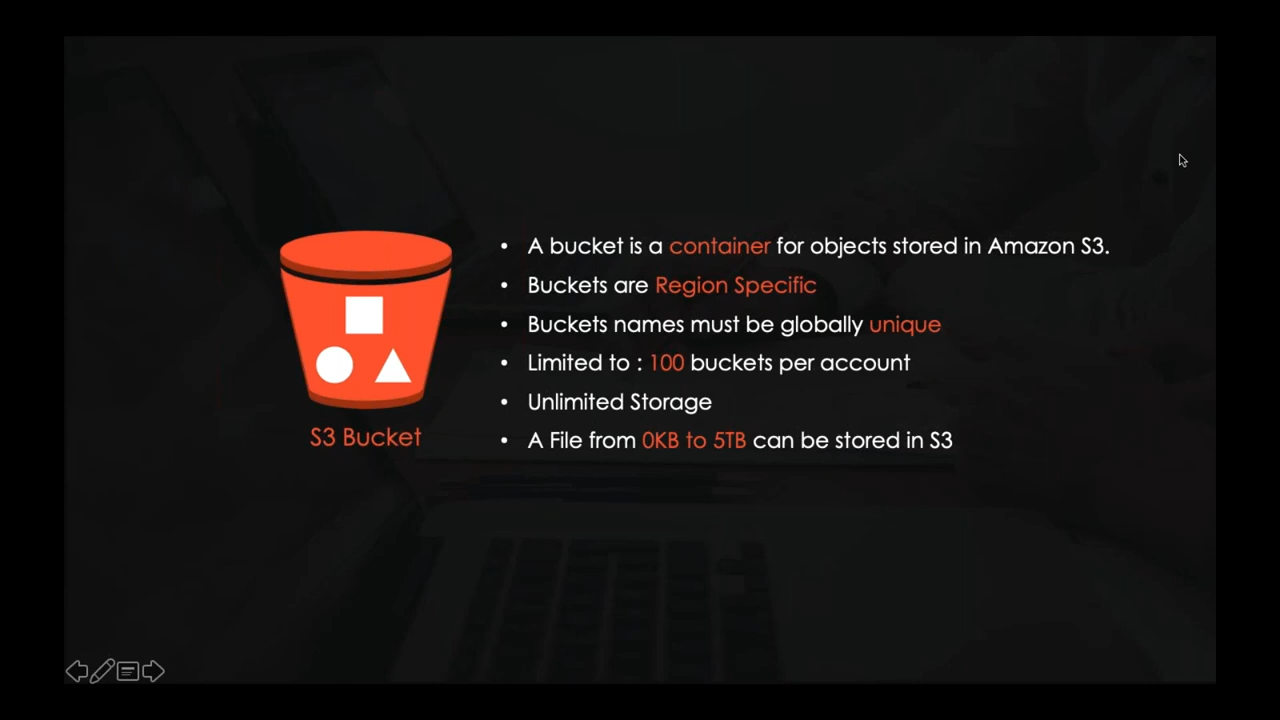 • A bucket is a container for objects stored in Amazon S3.
• Buckets are Region Specific
• Buckets names must be globally unique
• Limited to : 100 buckets per account
• Unlimited Storage
• A File from 0KB to 5TB can be stored in S3
S3 Bucket